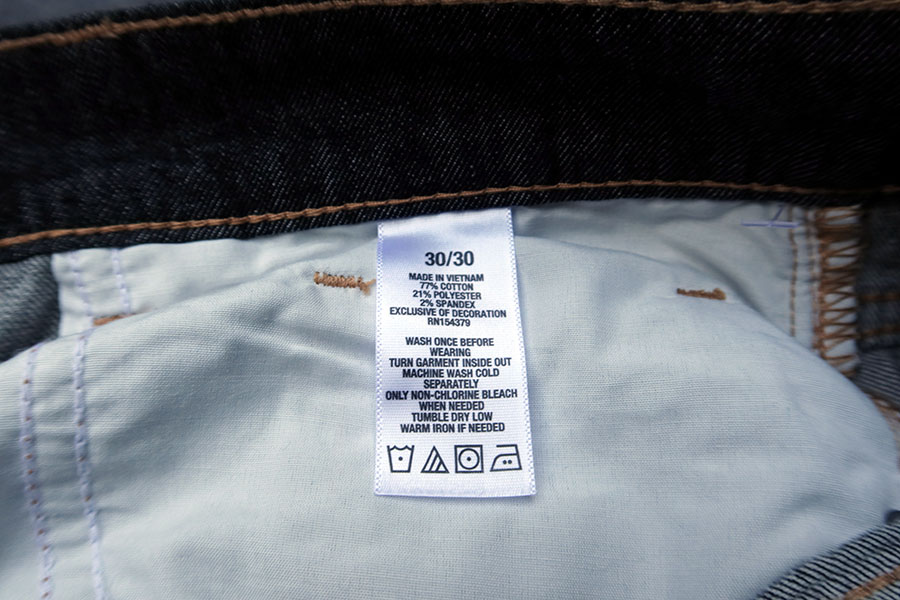 30/30
MADE IN VIETNAM
77% COTTON
21% POLYESTER
2% SPANDEX
EXCLUSIVE OF DECORATION
RN154379
WASH ONCE BEFORE
WEARING
TURN GARMENT INSIDE OUT
MACHINE WASH COLD
SEPARATELY
ONLY NON-CHLORINE BLEACH
WHEN NEEDED
TUMBLE DRY LOW
WARM IRON IF NEEDED